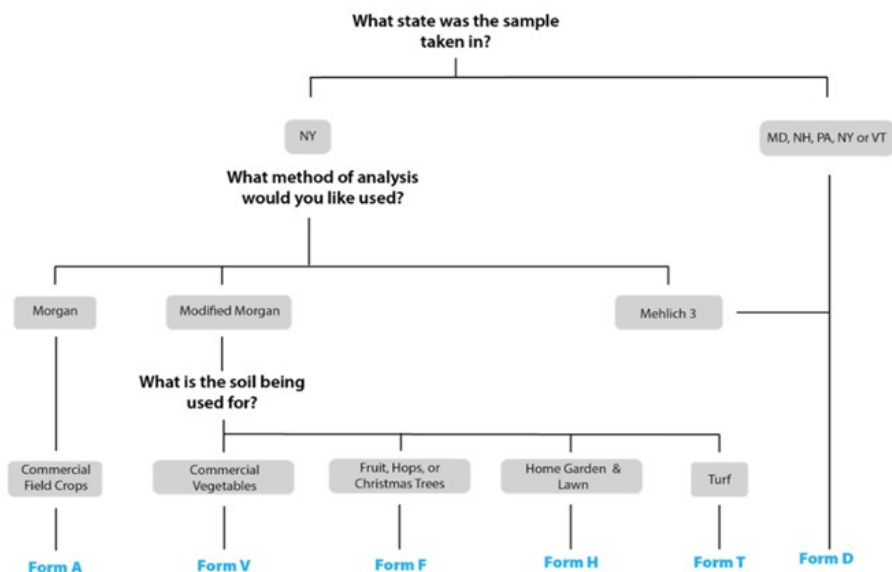 What state was the sample
taken in?
NY
MD, NH, PA, NY or VT
What method of analysis
would you like used?
Morgan
Modified Morgan
Mehlich 3
What is the soil being
used for?
Commercial
Field Crops
Commercial
Vegetables
Fruit, Hops, or
Christmas Trees
Home Garden &
Lawn
Turf
Form A
Form V
Form F
Form H
Form T
Form D